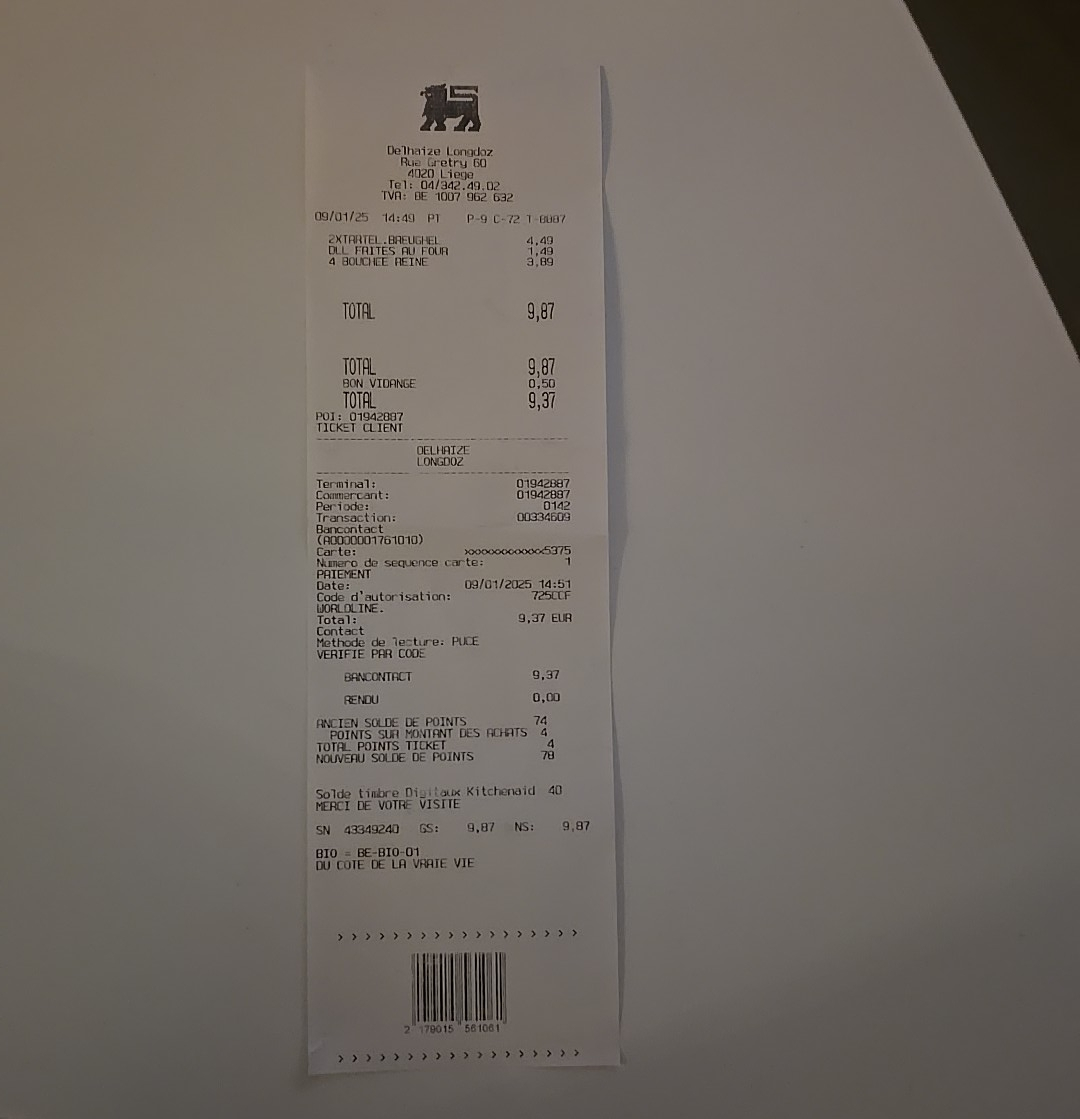 Delhaize Longdoz
Rue Gretry 60
4020 Liege
Tel: 04/342.49.02
TVA: BE 1007 962 632
09/01/25 14:49 PT P-9 C-72 T-8087
2XTARTEL.BREUGHEL 4,49
DLL FRITES AU FOUR 1,49
4 BOUCHEE REINE 3,89
TOTAL 9,87
TOTAL 9,87
BON VIDANGE 0,50
TOTAL 9,37
POI: 01942887
TICKET CLIENT
DELHAIZE
LONGDOZ
Terminal: 01942887
Commercant: 01942887
Periode: 0142
Transaction: 00334609
Bancontact
(A0000001761010)
Carte: xxxxxxxxxxxxx5375
Numero de sequence carte: 1
PAIEMENT
Date: 09/01/2025 14:51
Code d'autorisation: 725CCF
WORLDLINE.
Total: 9,37 EUR
Contact
Methode de lecture: PUCE
VERIFIE PAR CODE
BANCONTACT 9,37
RENDU 0,00
ANCIEN SOLDE DE POINTS 74
POINTS SUR MONTANT DES ACHATS 4
TOTAL POINTS TICKET 4
NOUVEAU SOLDE DE POINTS 78
Solde timbre Digitaux Kitchenaid 40
MERCI DE VOTRE VISITE
SN 43349240 GS: 9,87 NS: 9,87
BIO = BE-BIO-01
DU COTE DE LA VRAIE VIE
> > > > > > > > > > > > > > > > > >
2 179015 561061
> > > > > > > > > > > > > > > > > >